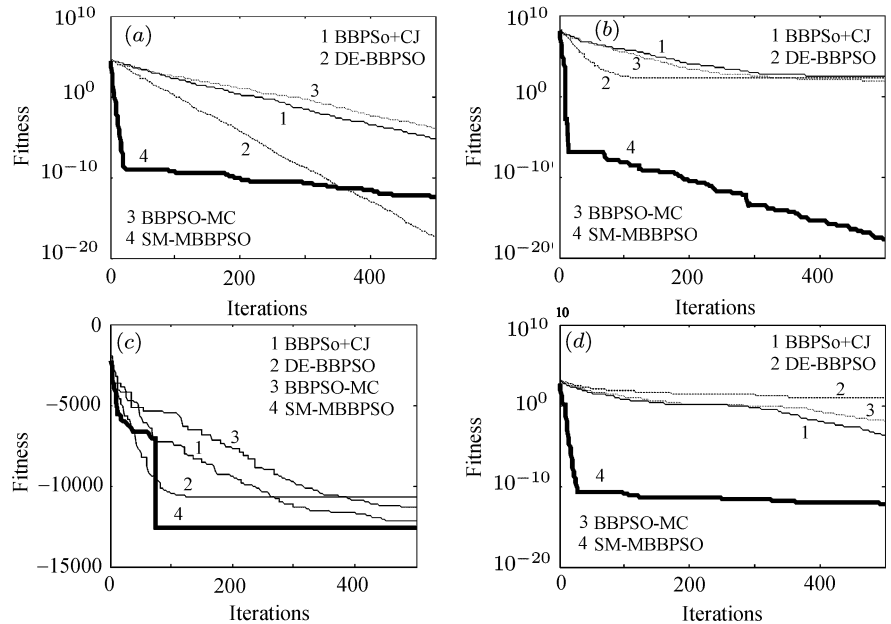 10^10
(a)
1 BBPSo+CJ
2 DE-BBPSO
10^0
3
1
2
Fitness
10^-10
4
3 BBPSO-MC
4 SM-MBBPSO
10^-20
0
200
400
Iterations
10^10
(b)
1 BBPSo+CJ
2 DE-BBPSO
1
3
2
10^0
Fitness
4
10^-10
3 BBPSO-MC
4 SM-MBBPSO
10^-20
0
200
400
Iterations
0
(c)
1 BBPSo+CJ
2 DE-BBPSO
3 BBPSO-MC
4 SM-MBBPSO
-5000
3
1
Fitness
-10000
2
4
-15000
0
200
400
Iterations
10
10^10
(d)
1 BBPSo+CJ
2 DE-BBPSO
2
10^0
3
1
Fitness
10^-10
4
3 BBPSO-MC
4 SM-MBBPSO
10^-20
0
200
400
Iterations